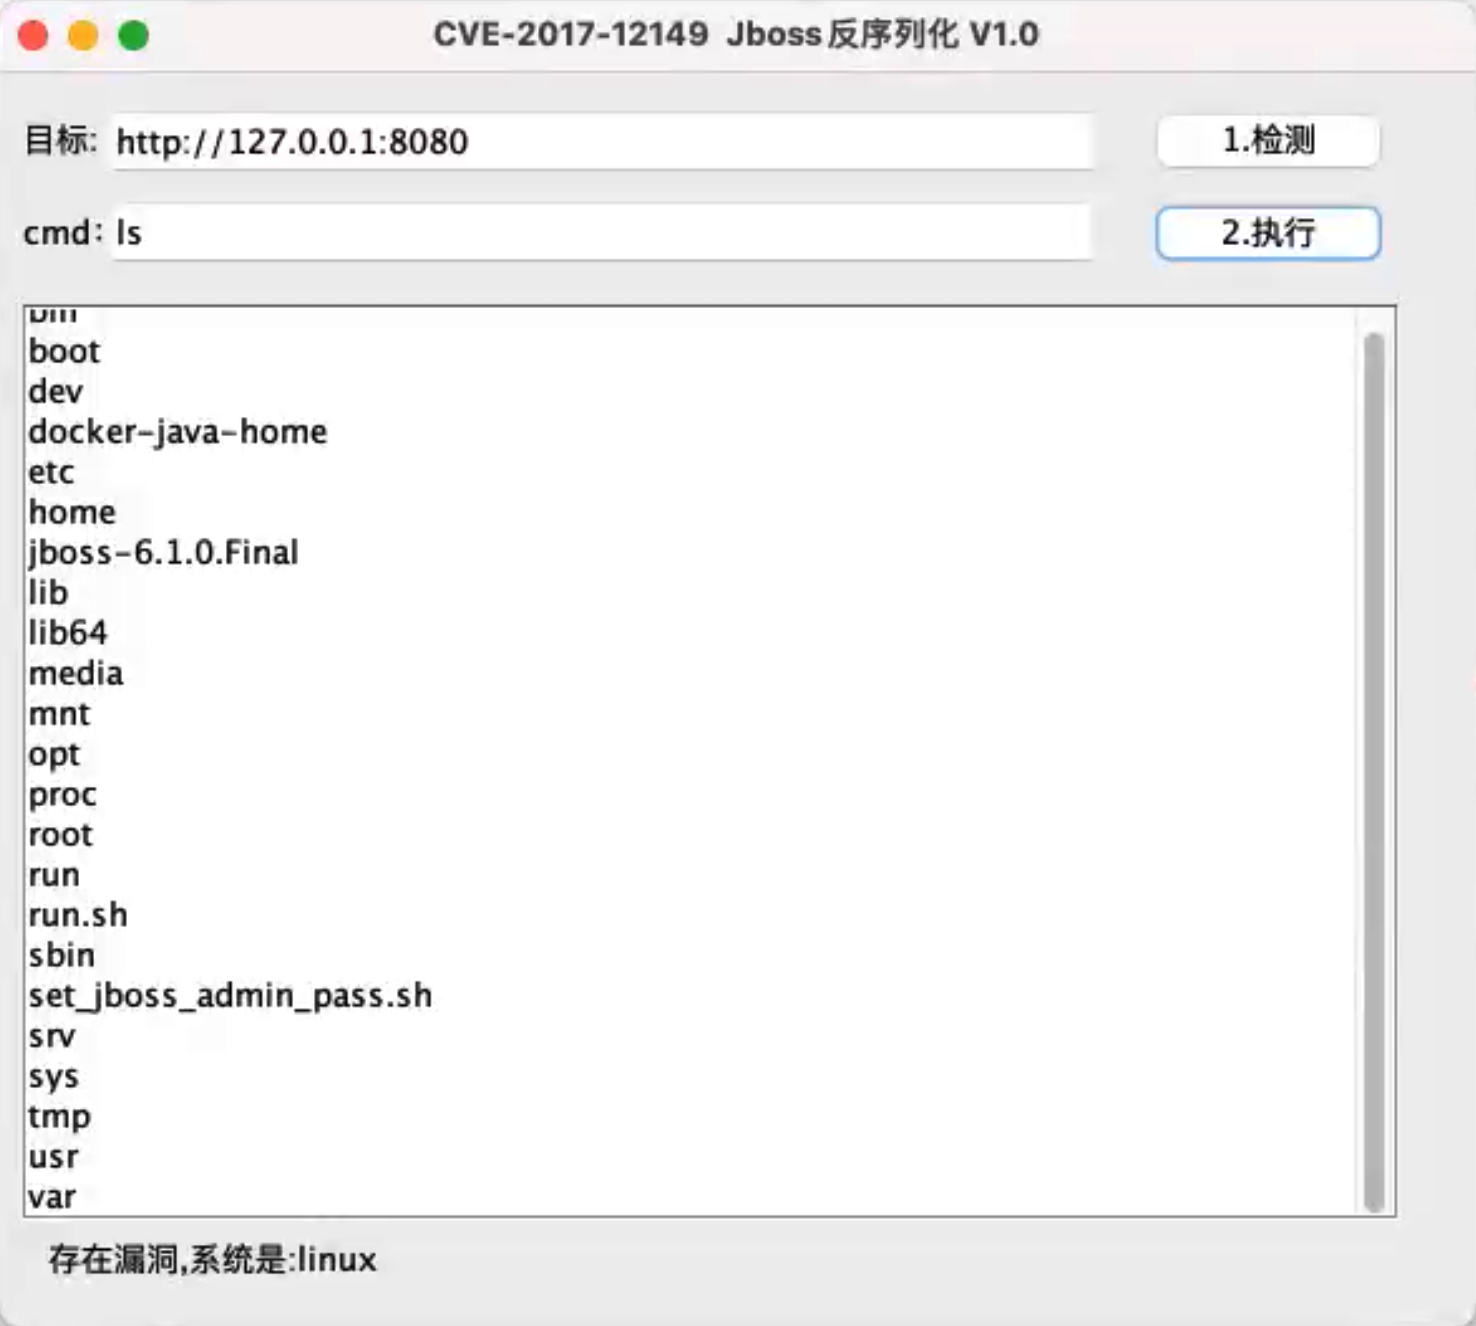 CVE-2017-12149 Jboss反序列化 V1.0
目标: http://127.0.0.1:8080 1.检测
cmd: ls 2.执行
bin
boot
dev
docker-java-home
etc
home
jboss-6.1.0.Final
lib
lib64
media
mnt
opt
proc
root
run
run.sh
sbin
set_jboss_admin_pass.sh
srv
sys
tmp
usr
var
存在漏洞,系统是:linux